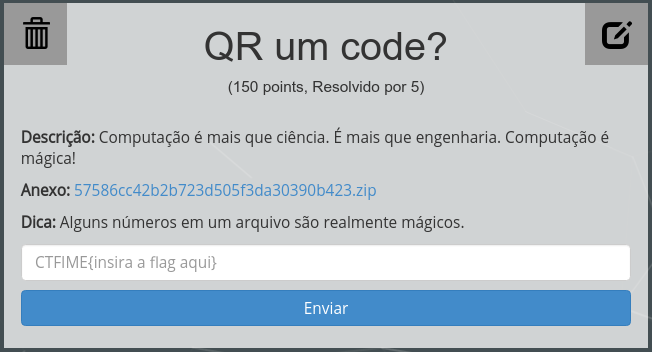 QR um code?
(150 points, Resolvido por 5)
Descrição: Computação é mais que ciência. É mais que engenharia. Computação é
mágica!
Anexo: 57586cc42b2b723d505f3da30390b423.zip
Dica: Alguns números em um arquivo são realmente mágicos.
CTFIME{insira a flag aqui}
Enviar